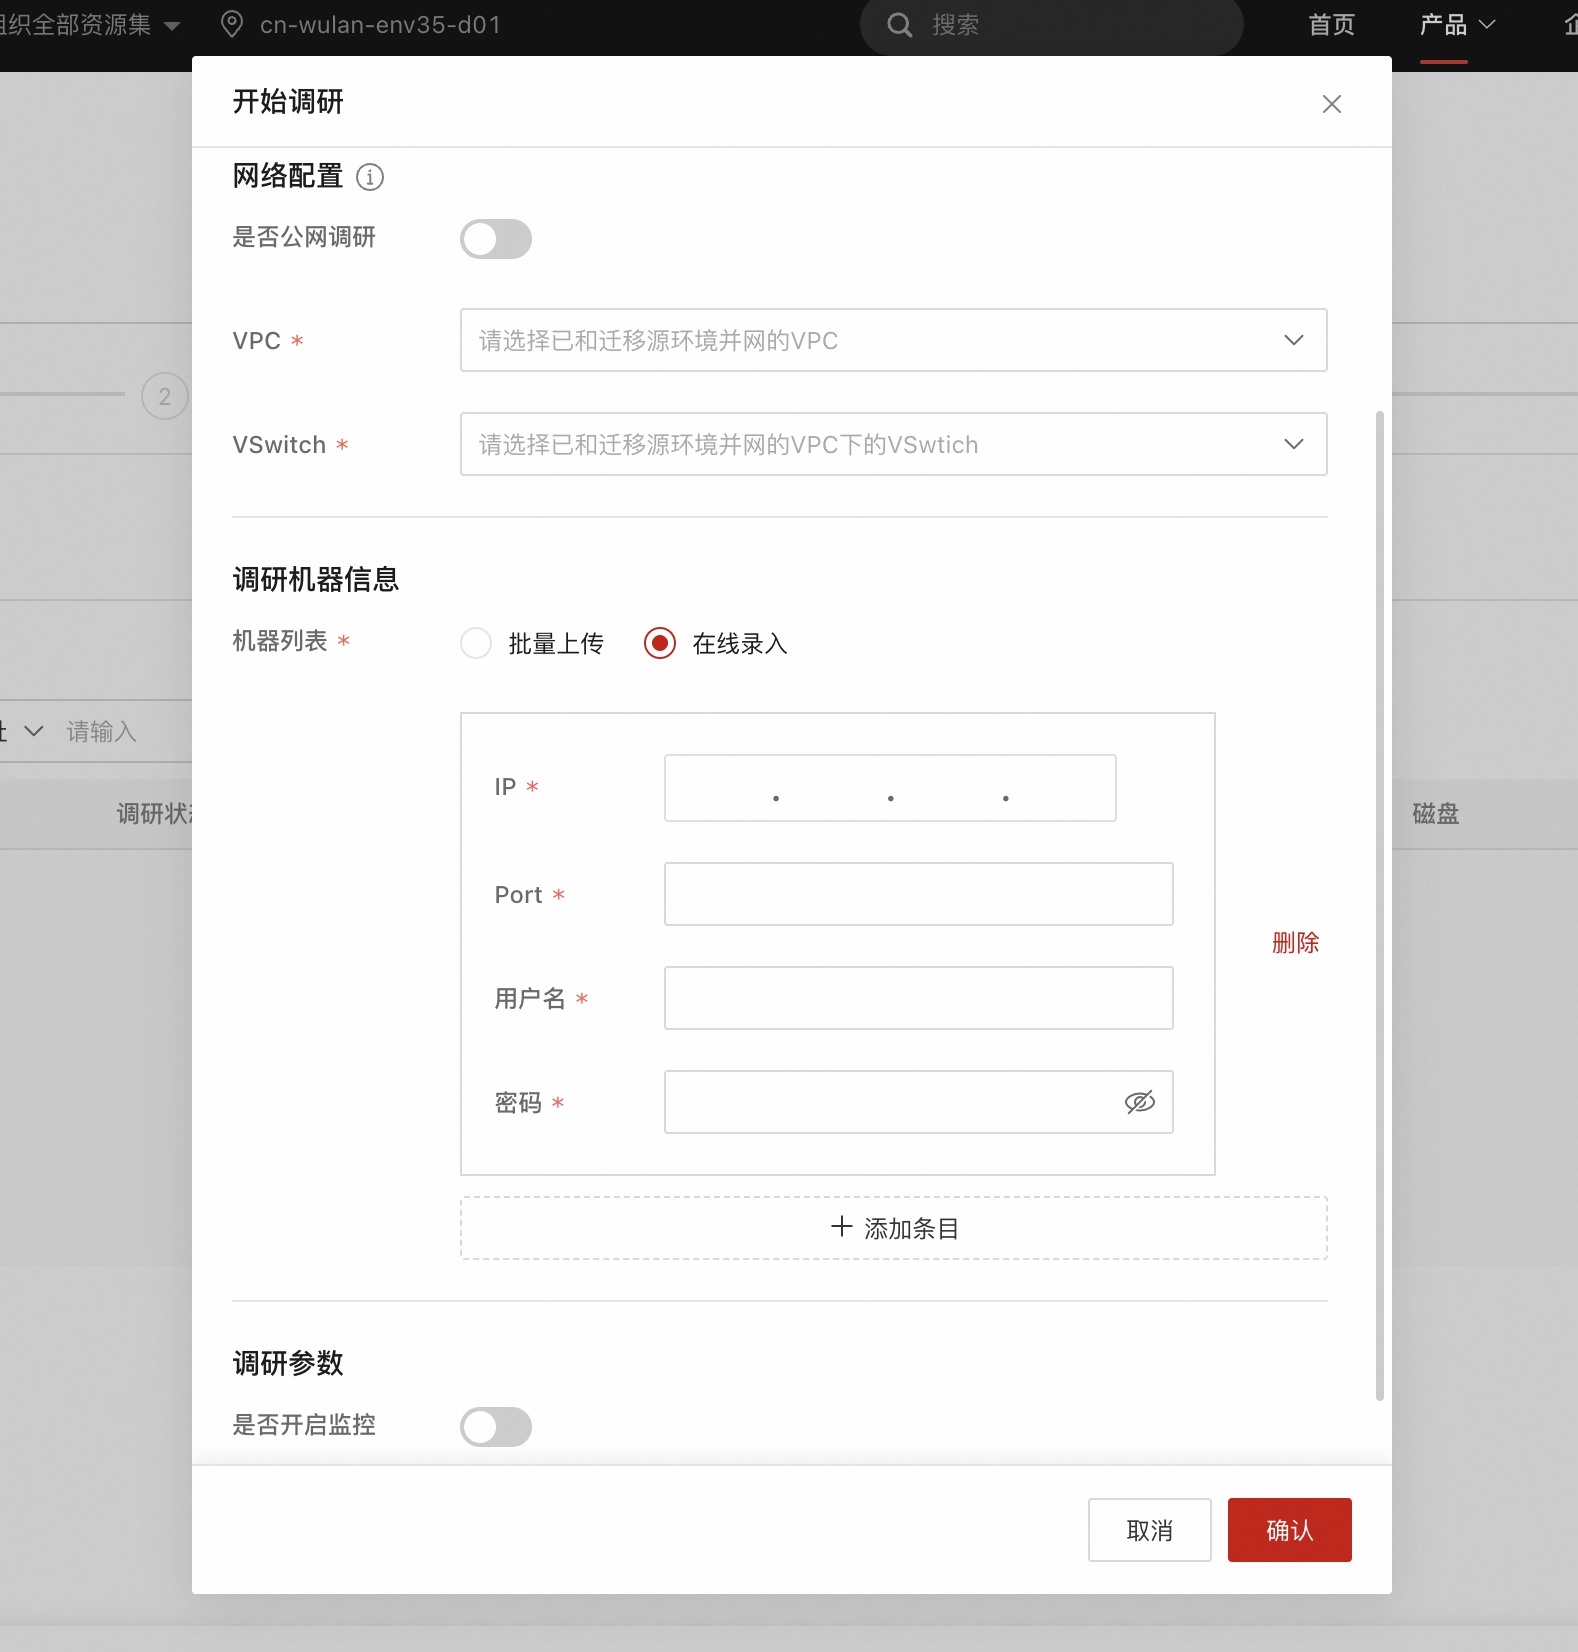 组织全部资源集 cn-wulan-env35-d01 搜索 首页 产品
开始调研
网络配置
是否公网调研
VPC * 请选择已和迁移源环境并网的VPC
2
VSwitch * 请选择已和迁移源环境并网的VPC下的VSwtich
调研机器信息
机器列表 * 批量上传 在线录入
请输入
IP * . . .
调研状 磁盘
Port *
删除
用户名 *
密码 *
添加条目
调研参数
是否开启监控
取消 确认